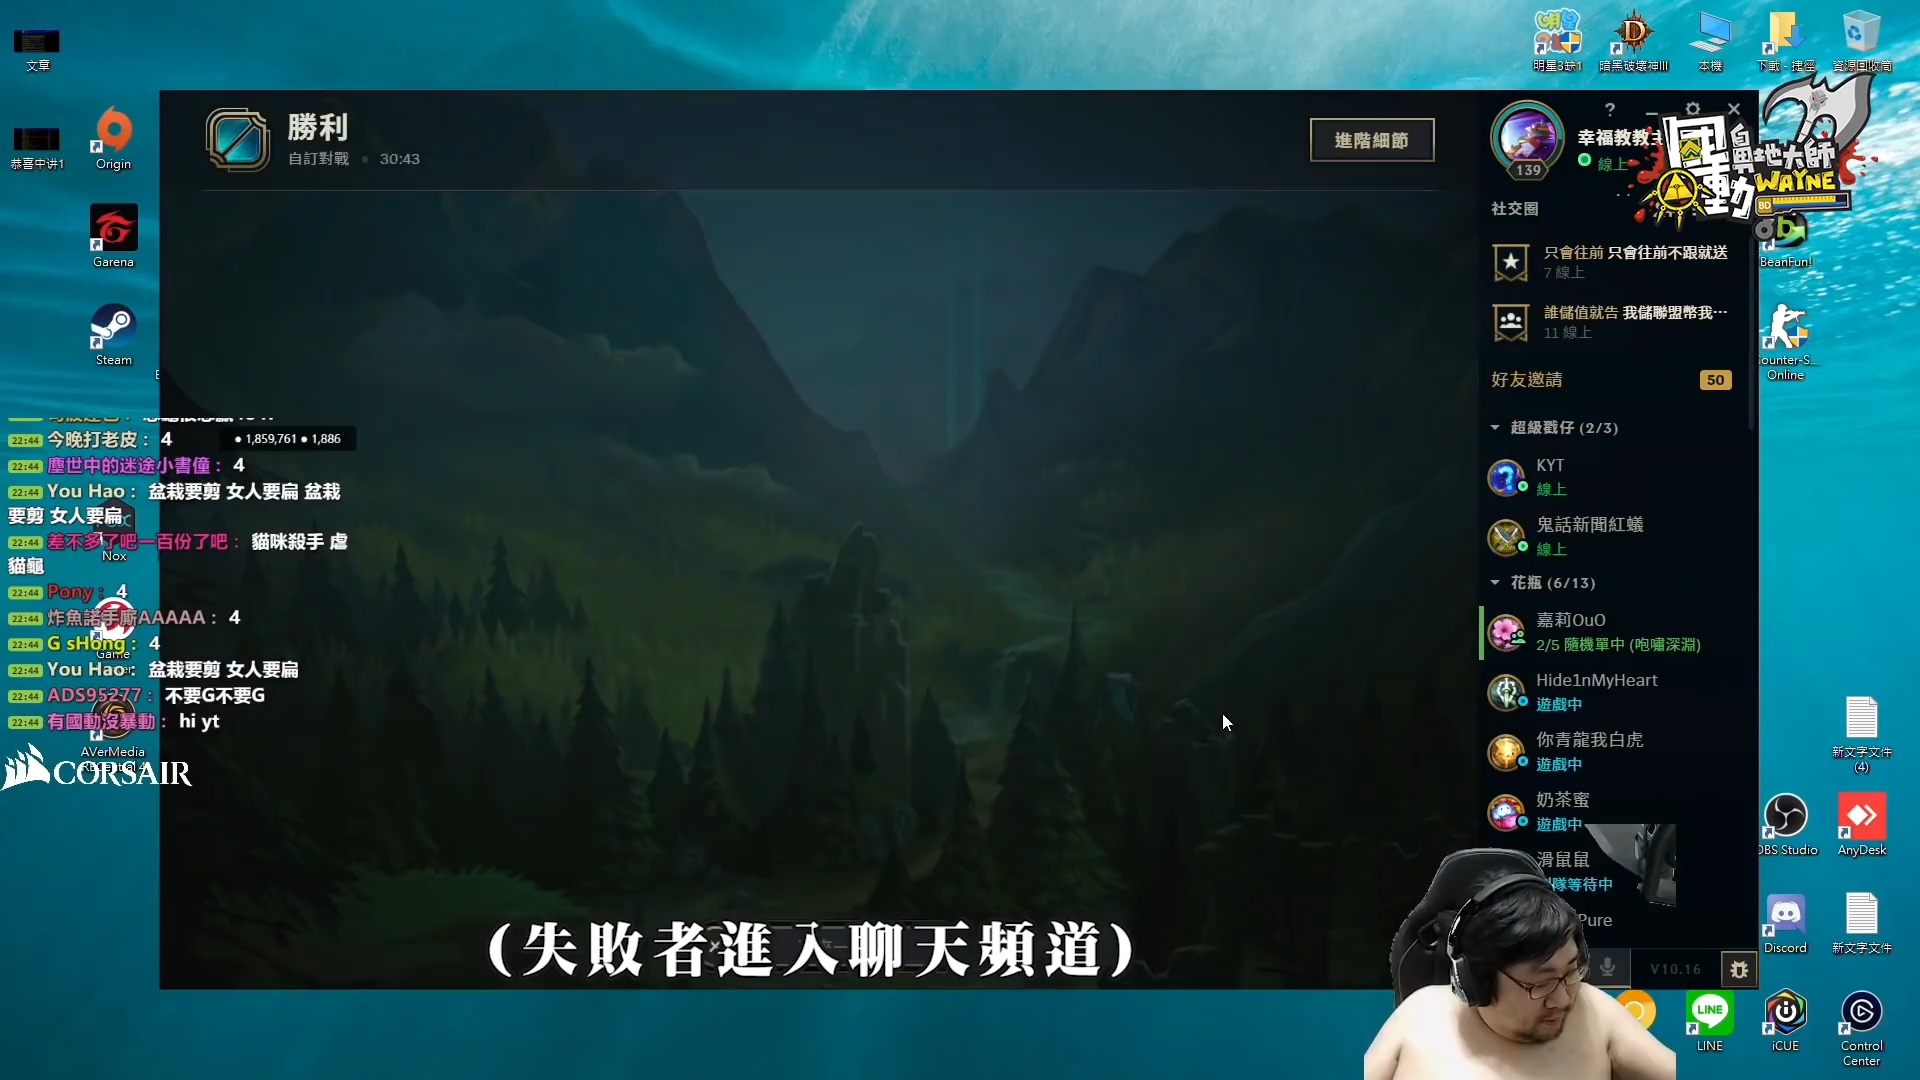 文章
恭喜中讲1
Origin
Garena
Steam
明星3缺1
暗黑破壞神III
本機
下載 - 捷徑
資源回收筒
勝利
自訂對戰 ● 30:43
進階細節
139
幸福教教主
線上
國動
鼻地大師
WAYNE
BD
BeanFun!
社交圈
只會往前 只會往前不跟就送
7 線上
誰儲值就告 我儲聯盟幣我…
11 線上
Counter-S...
Online
好友邀請 50
超級戳仔 (2/3)
KYT
線上
鬼話新聞紅蟻
線上
花瓶 (6/13)
嘉莉OuO
2/5 隨機單中 (咆嘯深淵)
Hide1nMyHeart
遊戲中
你青龍我白虎
遊戲中
奶茶蜜
遊戲中
滑鼠鼠
隊等待中
Pure
V10.16
22:44 今晚打老皮： 4
● 1,859,761 ● 1,886
22:44 塵世中的迷途小書僮： 4
22:44 You Hao： 盆栽要剪 女人要扁 盆栽
要剪 女人要扁
22:44 差不多了吧一百份了吧： 貓咪殺手 虐
貓龜
Nox
22:44 Pony： 4
22:44 炸魚諾手廝AAAAA： 4
22:44 G sHong： 4
Game
22:44 You Hao： 盆栽要剪 女人要扁
22:44 ADS95277： 不要G不要G
22:44 有國動沒暴動： hi yt
AVerMedia
CORSAIR
(失敗者進入聊天頻道)
新文字文件
(4)
OBS Studio
AnyDesk
Discord
新文字文件
LINE
LINE
iCUE
Control
Center